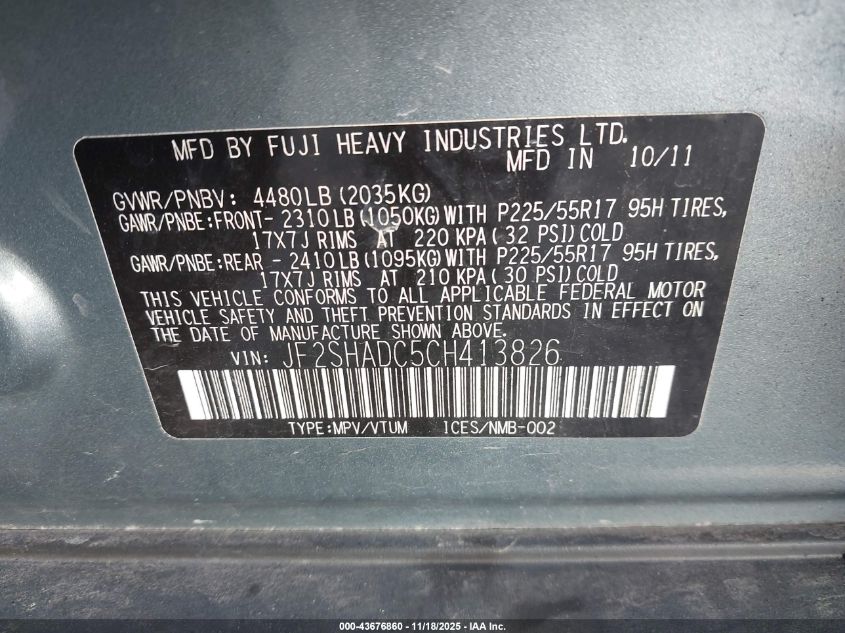 MFD BY FUJI HEAVY INDUSTRIES LTD.
MFD IN 10/11
GVWR/PNBV: 4480LB(2035KG)
GAWR/PNBE:FRONT- 2310LB(1050KG)WITH P225/55R17 95H TIRES,
17X7J RIMS AT 220 KPA( 32 PSI)COLD
GAWR/PNBE:REAR - 2410LB(1095KG)WITH P225/55R17 95H TIRES,
17X7J RIMS AT 210 KPA( 30 PSI)COLD
THIS VEHICLE CONFORMS TO ALL APPLICABLE FEDERAL MOTOR
VEHICLE SAFETY AND THEFT PREVENTION STANDARDS IN EFFECT ON
THE DATE OF MANUFACTURE SHOWN ABOVE.
VIN: JF2SHADC5CH413826
TYPE:MPV/VTUM ICES/NMB-002
000-43676860 - 11/18/2025 - IAA Inc.